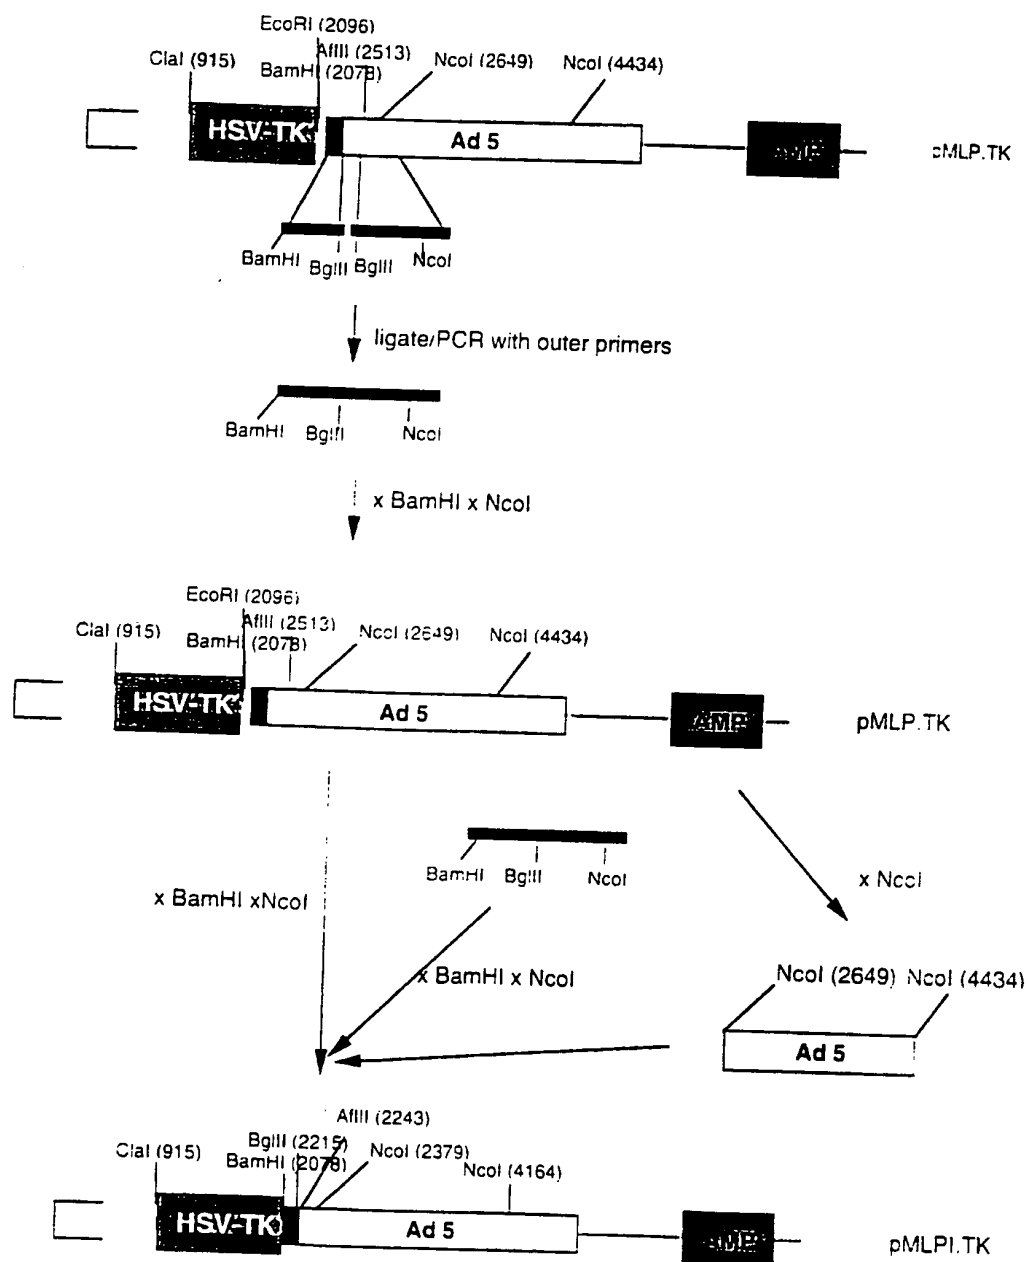 EcoRI (2096)
ClaI (915)
AflII (2513)
BamHI (2078)
NcoI (2649)
NcoI (4434)
HSV-TK
Ad 5
AMP
pMLP.TK
BamHI
BglII
BglII
NcoI
ligate/PCR with outer primers
BamHI
BglII
NcoI
x BamHI x NcoI
EcoRI (2096)
ClaI (915)
AflII (2513)
BamHI (2078)
NcoI (2649)
NcoI (4434)
HSV-TK
Ad 5
AMP
pMLP.TK
BamHI
BglII
NcoI
x BamHI xNcoI
x NcoI
x BamHI x NcoI
NcoI (2649)
NcoI (4434)
Ad 5
AflII (2243)
ClaI (915)
BglII (2215)
BamHI (2078)
NcoI (2379)
NcoI (4164)
HSV-TK
Ad 5
AMP
pMLPI.TK